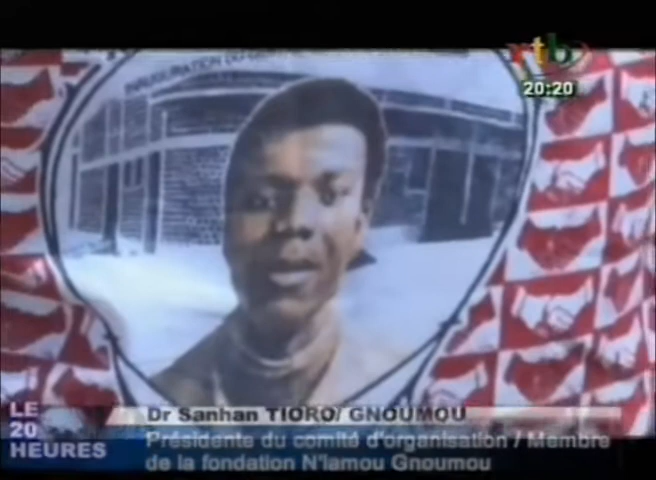 INAUGURATION DU
rtb
20:20
Dr Sanhan TIORO/ GNOUMOU
LE
20
HEURES
Présidente du comité d'organisation / Membre
de la fondation N'lamou Gnoumou